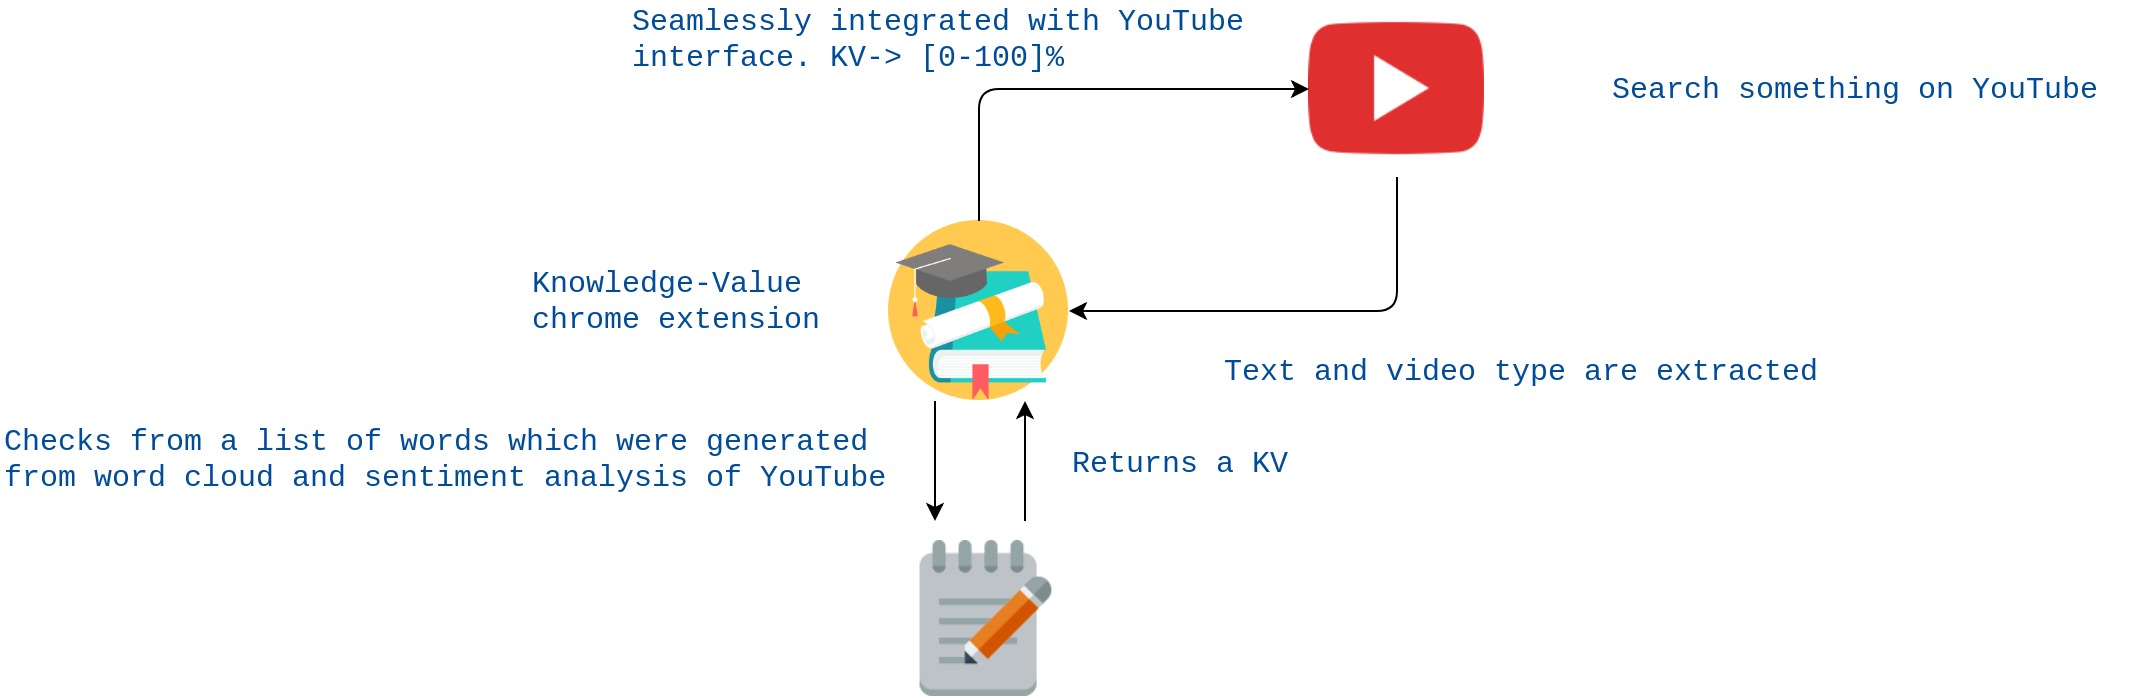 Seamlessly integrated with YouTube
interface. KV-> [0-100]%
Search something on YouTube
Knowledge-Value
chrome extension
Text and video type are extracted
Checks from a list of words which were generated
from word cloud and sentiment analysis of YouTube
Returns a KV